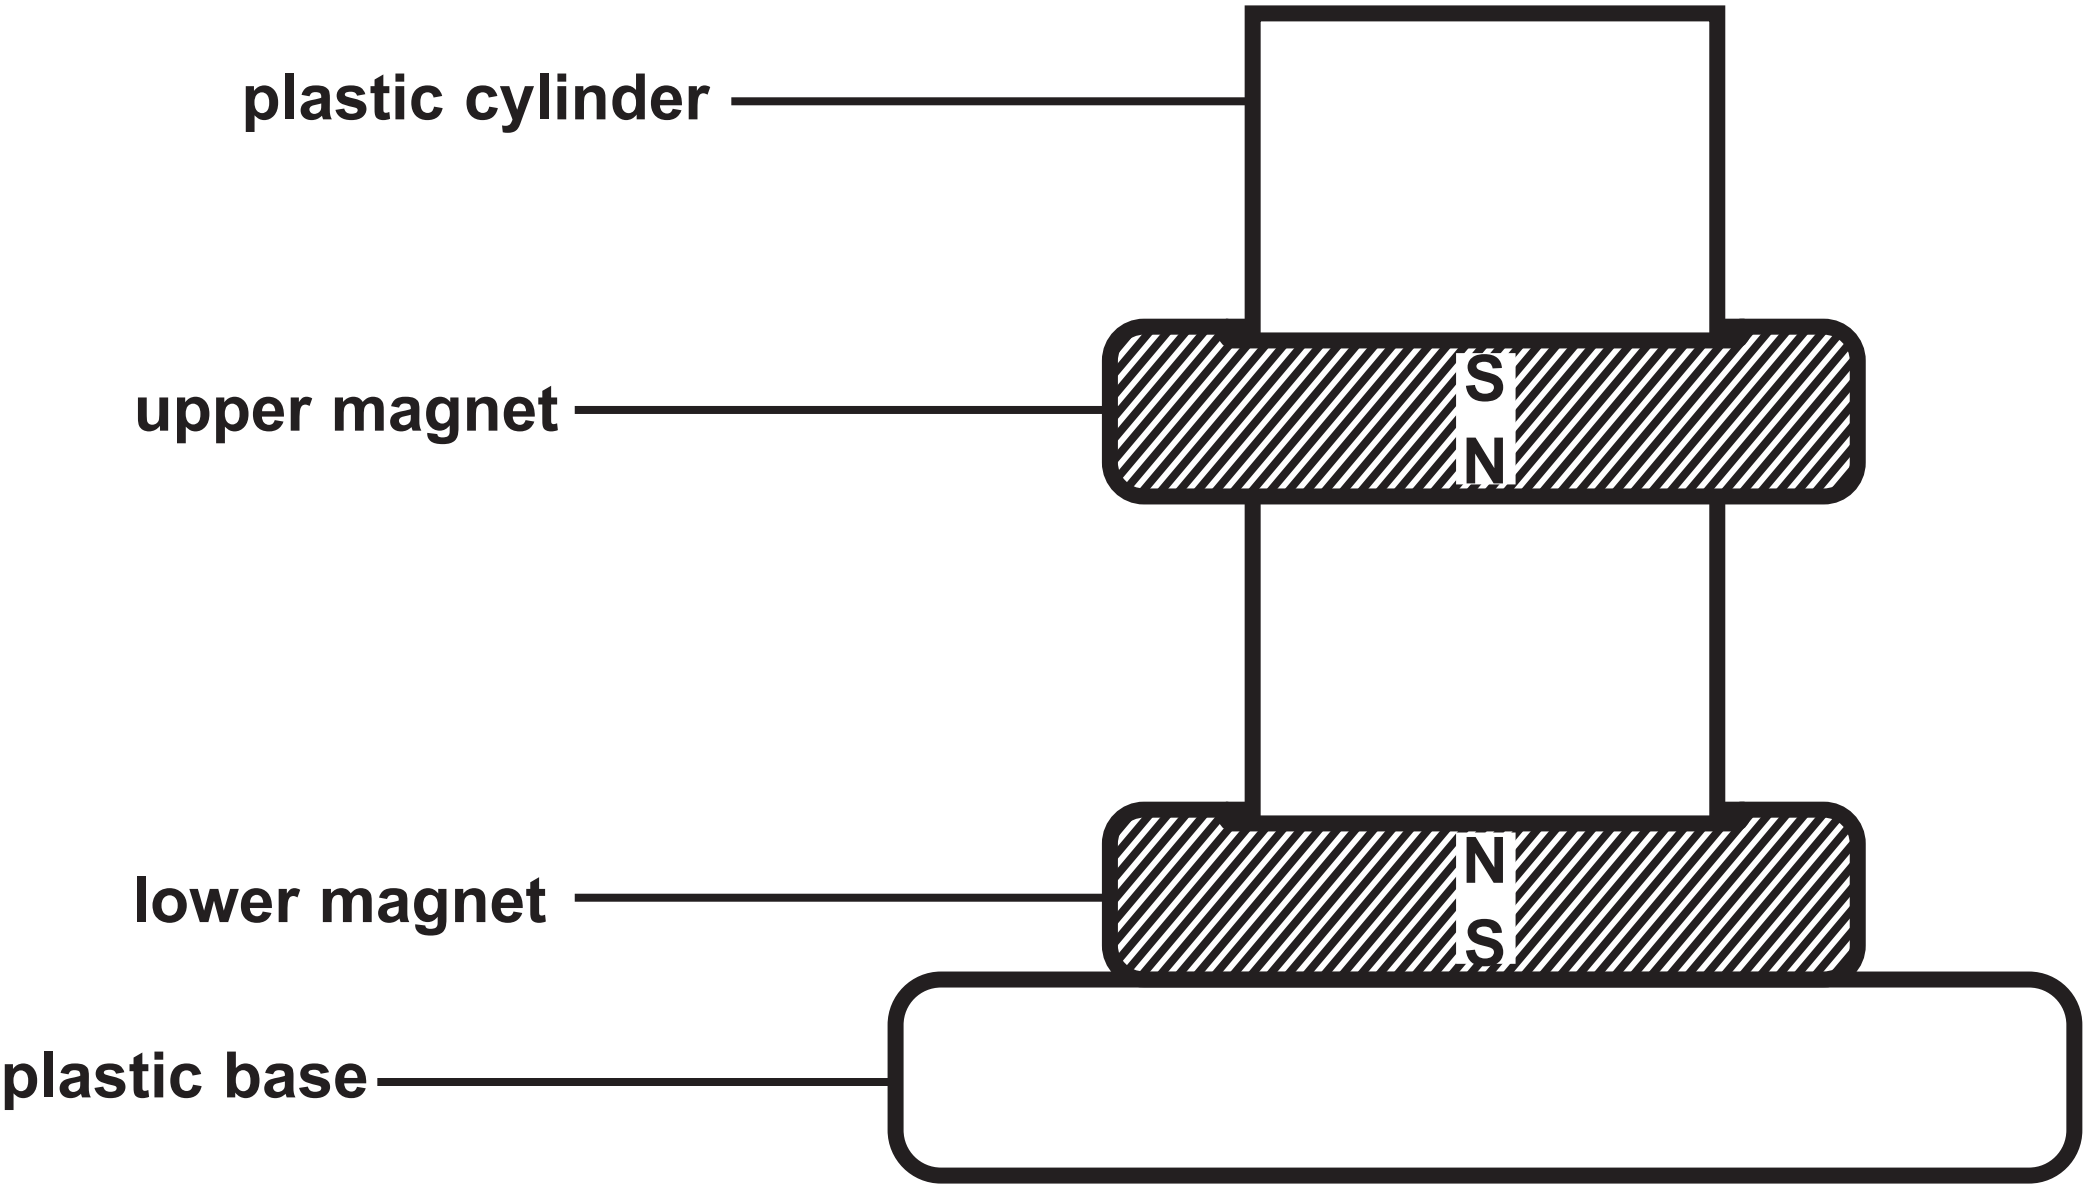 plastic cylinder
S
upper magnet
N
N
lower magnet
S
plastic base